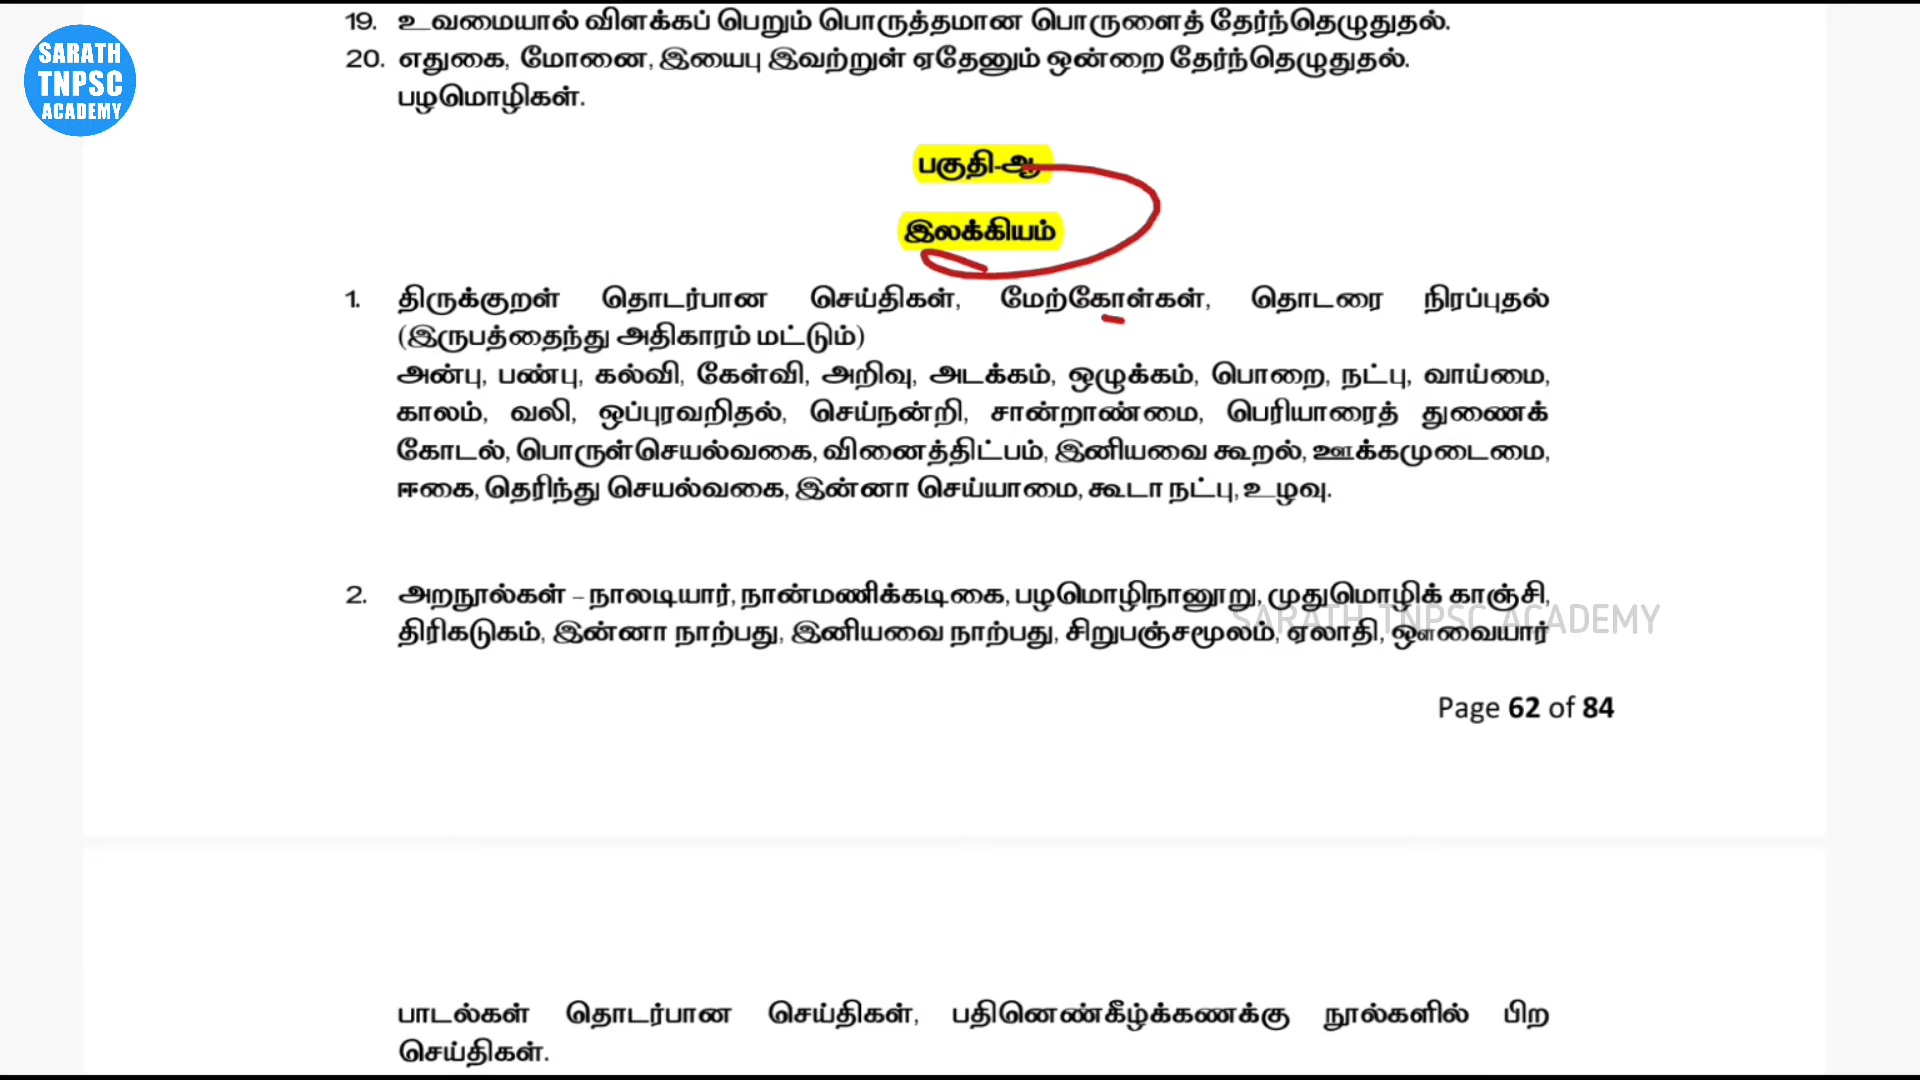 19. உவமையால் விளக்கப் பெறும் பொருத்தமான பொருளைத் தேர்ந்தெழுதுதல்.
SARATH
TNPSC
ACADEMY
20. எதுகை, மோனை, இயைபு இவற்றுள் ஏதேனும் ஒன்றை தேர்ந்தெழுதுதல்.
பழமொழிகள்.
பகுதி-ஆ
இலக்கியம்
1. திருக்குறள் தொடர்பான செய்திகள், மேற்கோள்கள், தொடரை நிரப்புதல்
(இருபத்தைந்து அதிகாரம் மட்டும்)
அன்பு, பண்பு, கல்வி, கேள்வி, அறிவு, அடக்கம், ஒழுக்கம், பொறை, நட்பு, வாய்மை,
காலம், வலி, ஒப்புரவறிதல், செய்நன்றி, சான்றாண்மை, பெரியாரைத் துணைக்
கோடல், பொருள்செயல்வகை, வினைத்திட்பம், இனியவை கூறல், ஊக்கமுடைமை,
ஈகை, தெரிந்து செயல்வகை, இன்னா செய்யாமை, கூடா நட்பு, உழவு.
2. அறநூல்கள் – நாலடியார், நான்மணிக்கடிகை, பழமொழிநானூறு, முதுமொழிக் காஞ்சி,
SARATH TNPSC ACADEMY
திரிகடுகம், இன்னா நாற்பது, இனியவை நாற்பது, சிறுபஞ்சமூலம், ஏலாதி, ஔவையார்
Page 62 of 84
பாடல்கள் தொடர்பான செய்திகள், பதினெண்கீழ்க்கணக்கு நூல்களில் பிற
செய்திகள்.